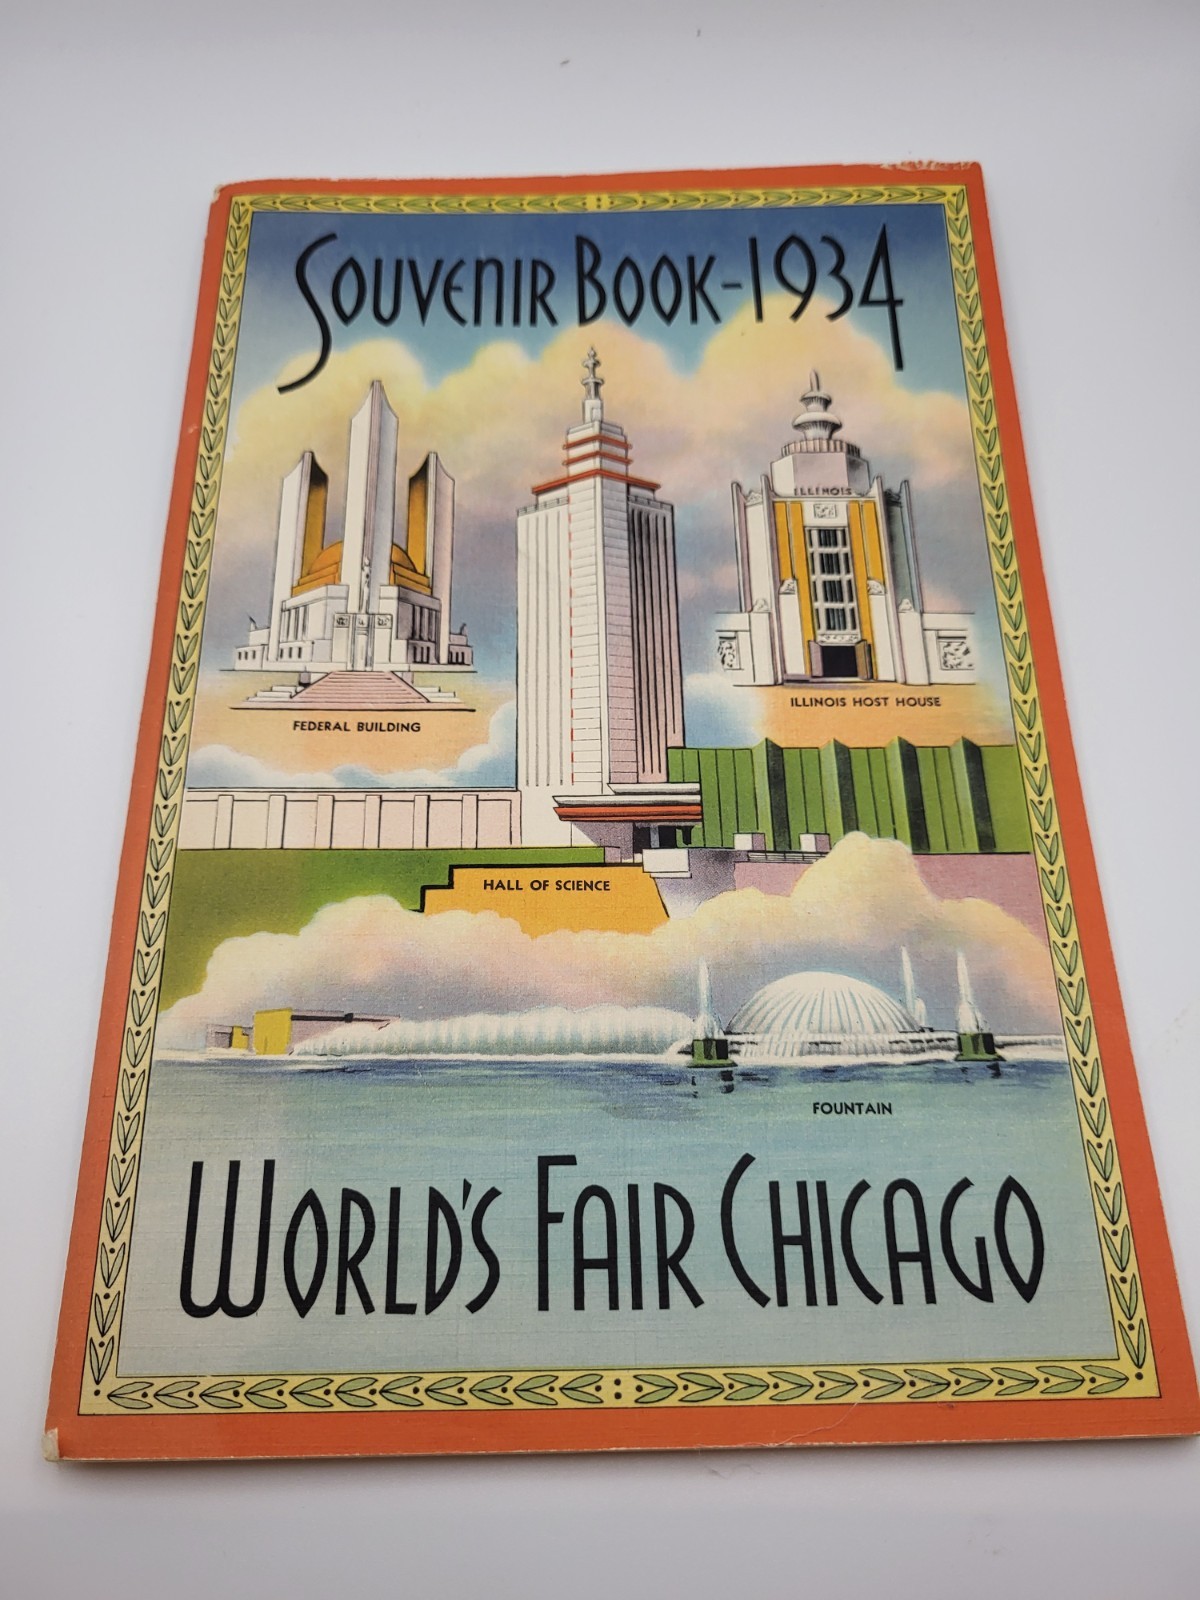 SOUVENIR BOOK-1934
ILLINOIS
FEDERAL BUILDING
ILLINOIS HOST HOUSE
HALL OF SCIENCE
FOUNTAIN
WORLD'S FAIR CHICAGO